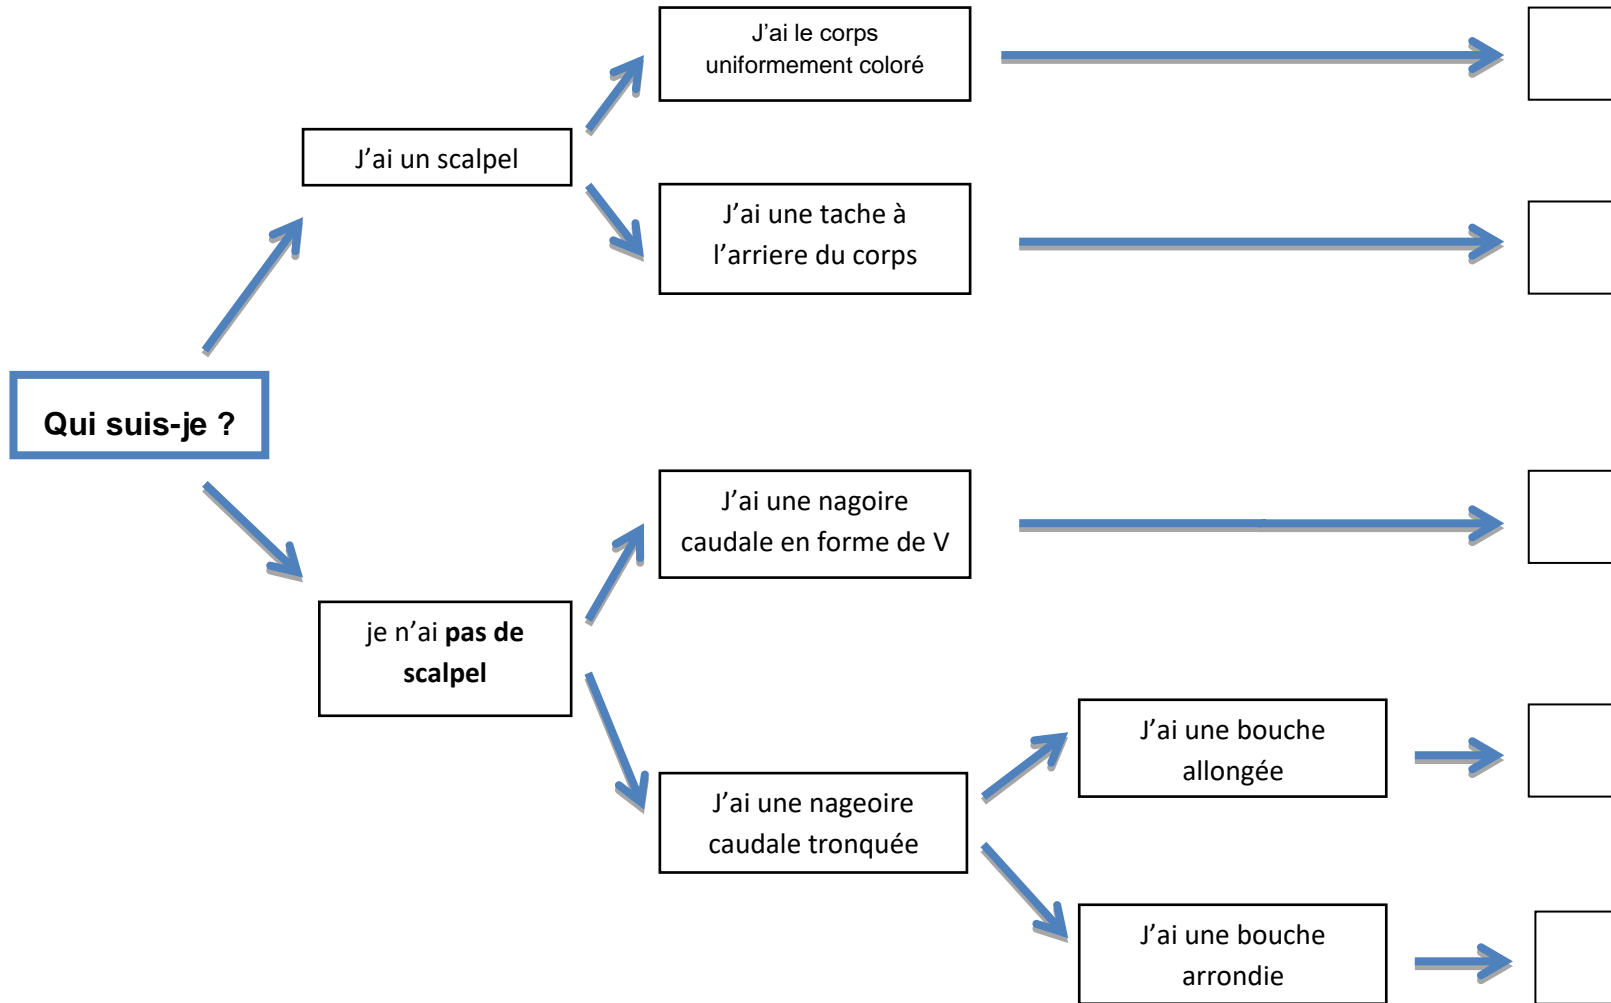 J'ai le corps
uniformement coloré
J'ai un scalpel
J'ai une tache à
l'arriere du corps
Qui suis-je ?
J'ai une nagoire
caudale en forme de V
je n'ai pas de
scalpel
J'ai une bouche
allongée
J'ai une nageoire
caudale tronquée
J'ai une bouche
arrondie